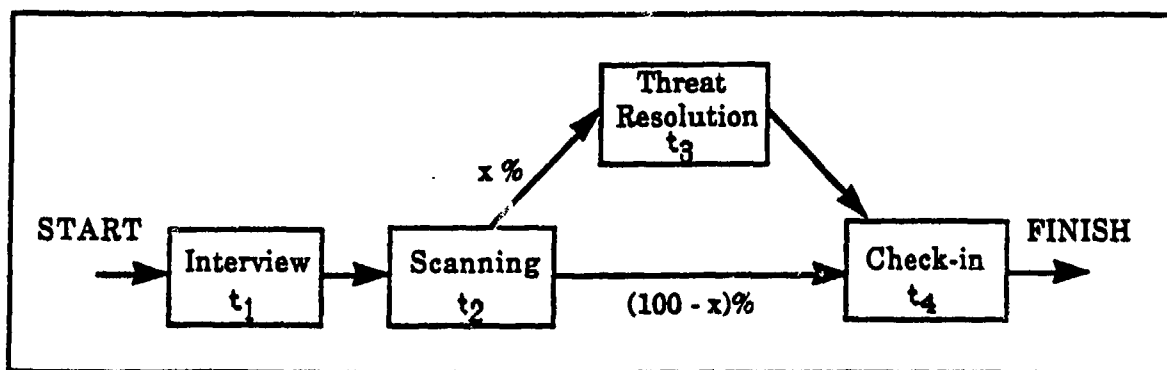 Threat
Resolution
t3
x %
START
FINISH
Interview
t1
Scanning
t2
(100 - x)%
Check-in
t4